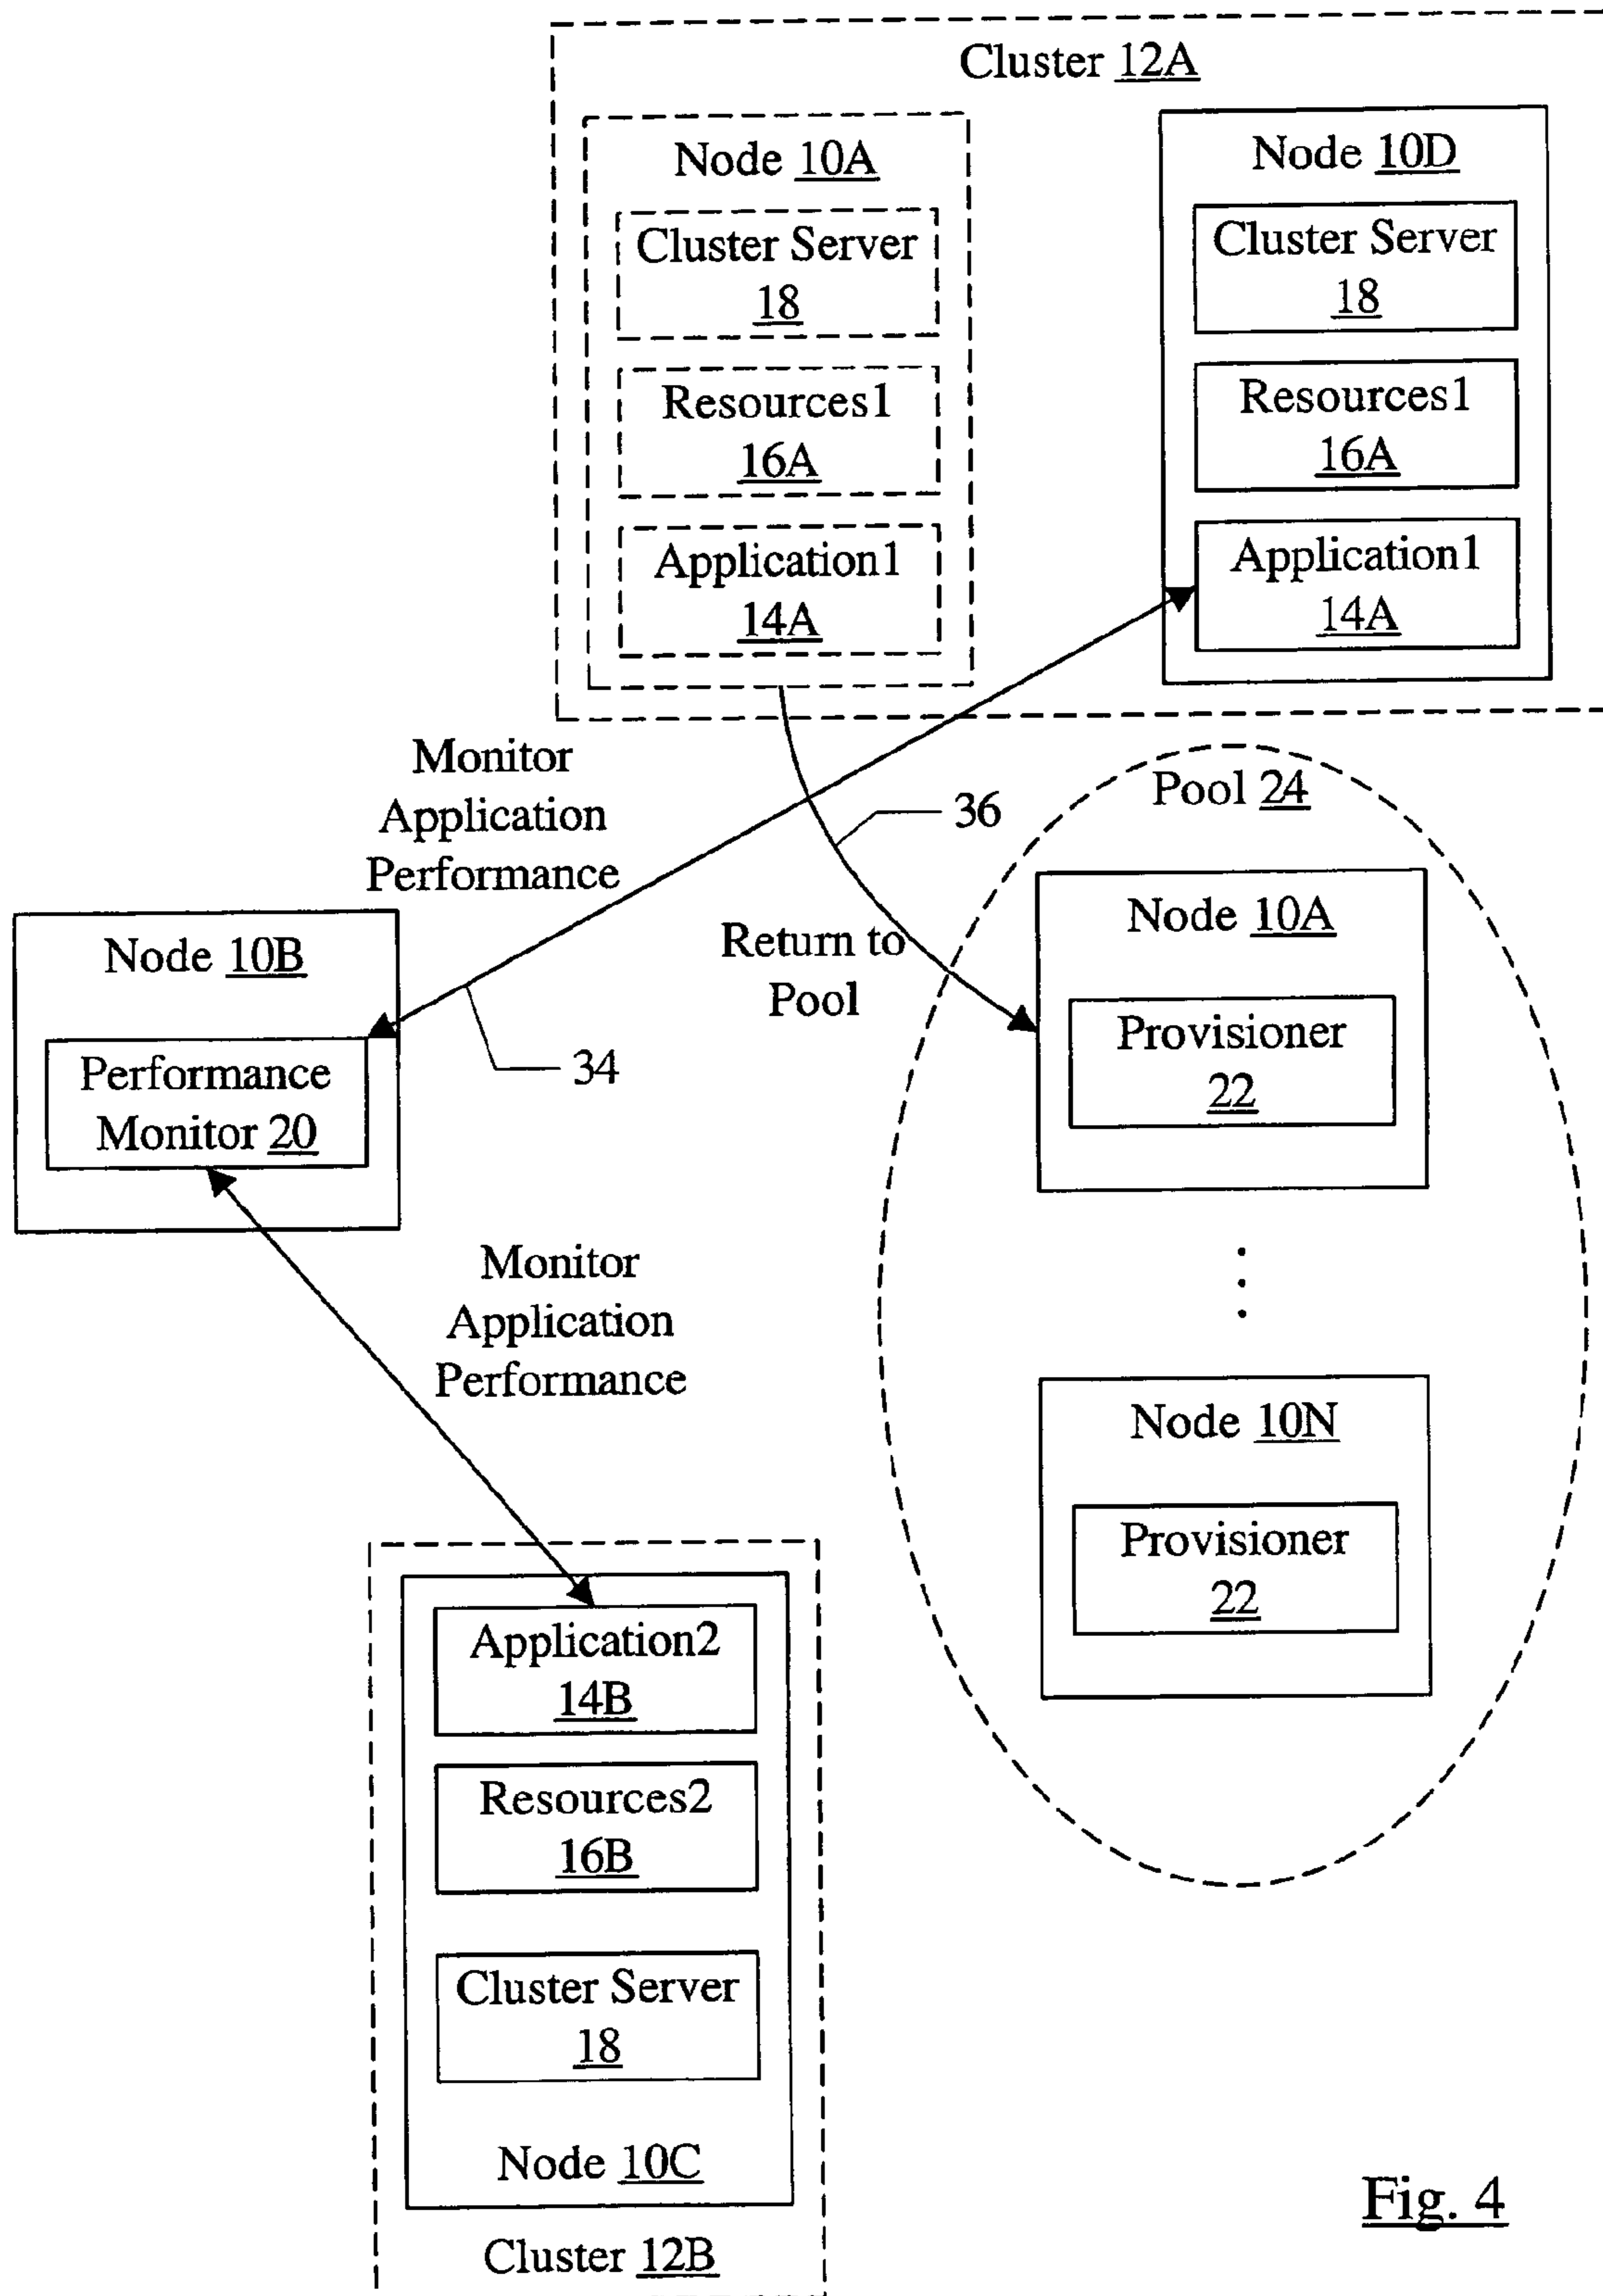 Cluster 12A
Node 10A
Cluster Server
18
Resources1
16A
Application1
14A
Node 10D
Cluster Server
18
Resources1
16A
Application1
14A
Monitor
Application
Performance
36
Return to
Pool
34
Node 10B
Performance
Monitor 20
Pool 24
Node 10A
Provisioner
22
Node 10N
Provisioner
22
Monitor
Application
Performance
Application2
14B
Resources2
16B
Cluster Server
18
Node 10C
Cluster 12B
Fig. 4